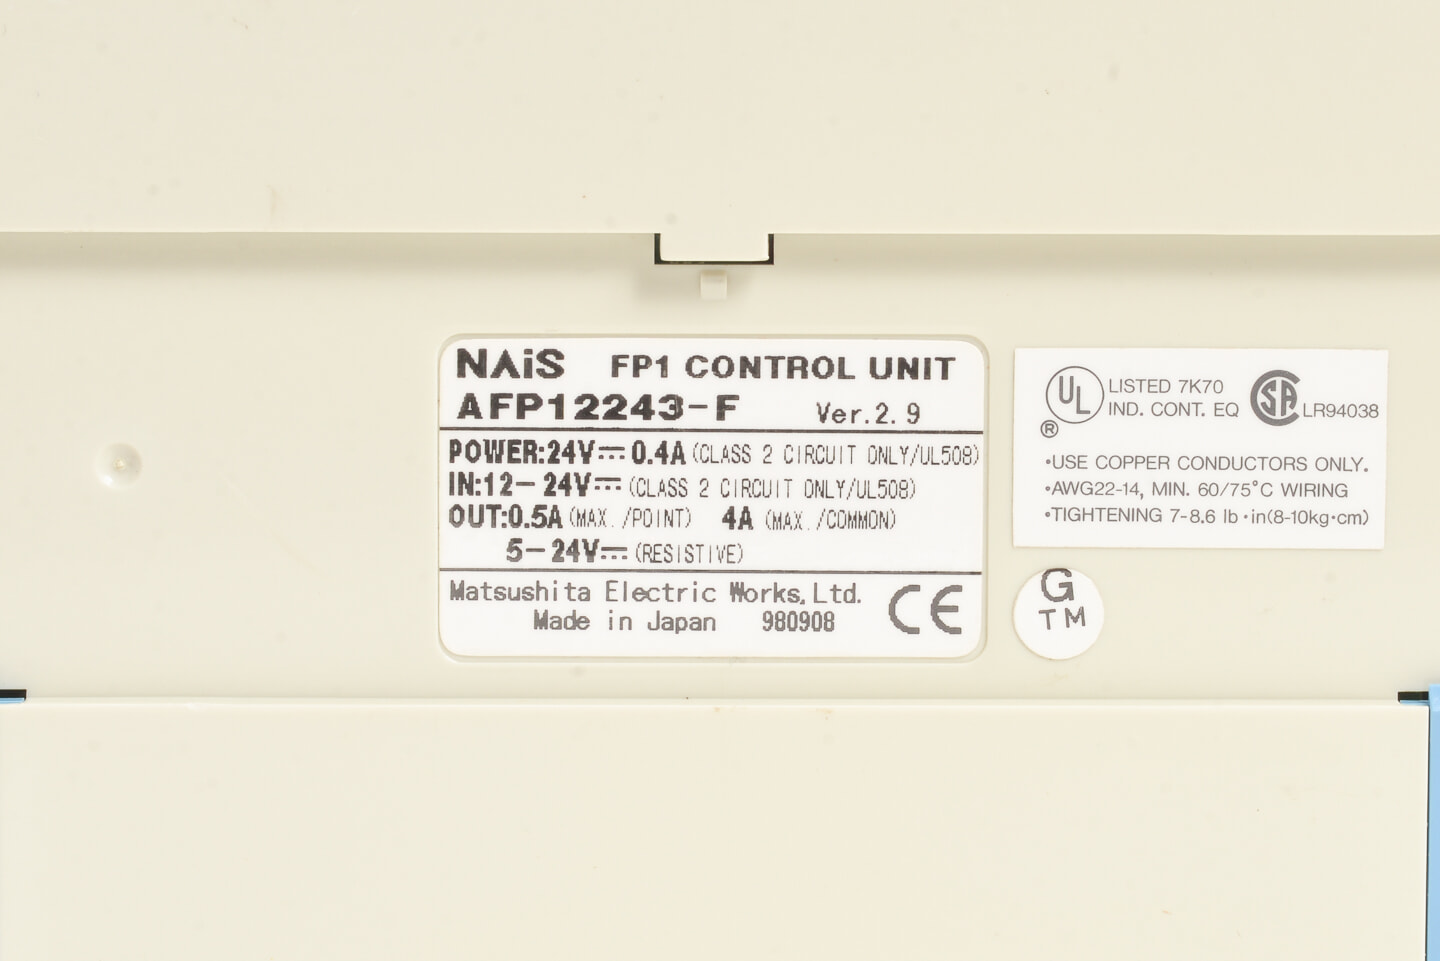 NAiS FP1 CONTROL UNIT
AFP12243-F Ver.2.9
POWER:24V⎓0.4A (CLASS 2 CIRCUIT ONLY/UL508)
IN:12-24V⎓ (CLASS 2 CIRCUIT ONLY/UL508)
OUT:0.5A (MAX./POINT) 4A (MAX./COMMON)
5-24V⎓ (RESISTIVE)
Matsushita Electric Works,Ltd.
Made in Japan 980908
CE
UL LISTED 7K70
® IND. CONT. EQ SA LR94038
•USE COPPER CONDUCTORS ONLY.
•AWG22-14, MIN. 60/75°C WIRING
•TIGHTENING 7-8.6 lb•in(8-10kg•cm)
G
TM